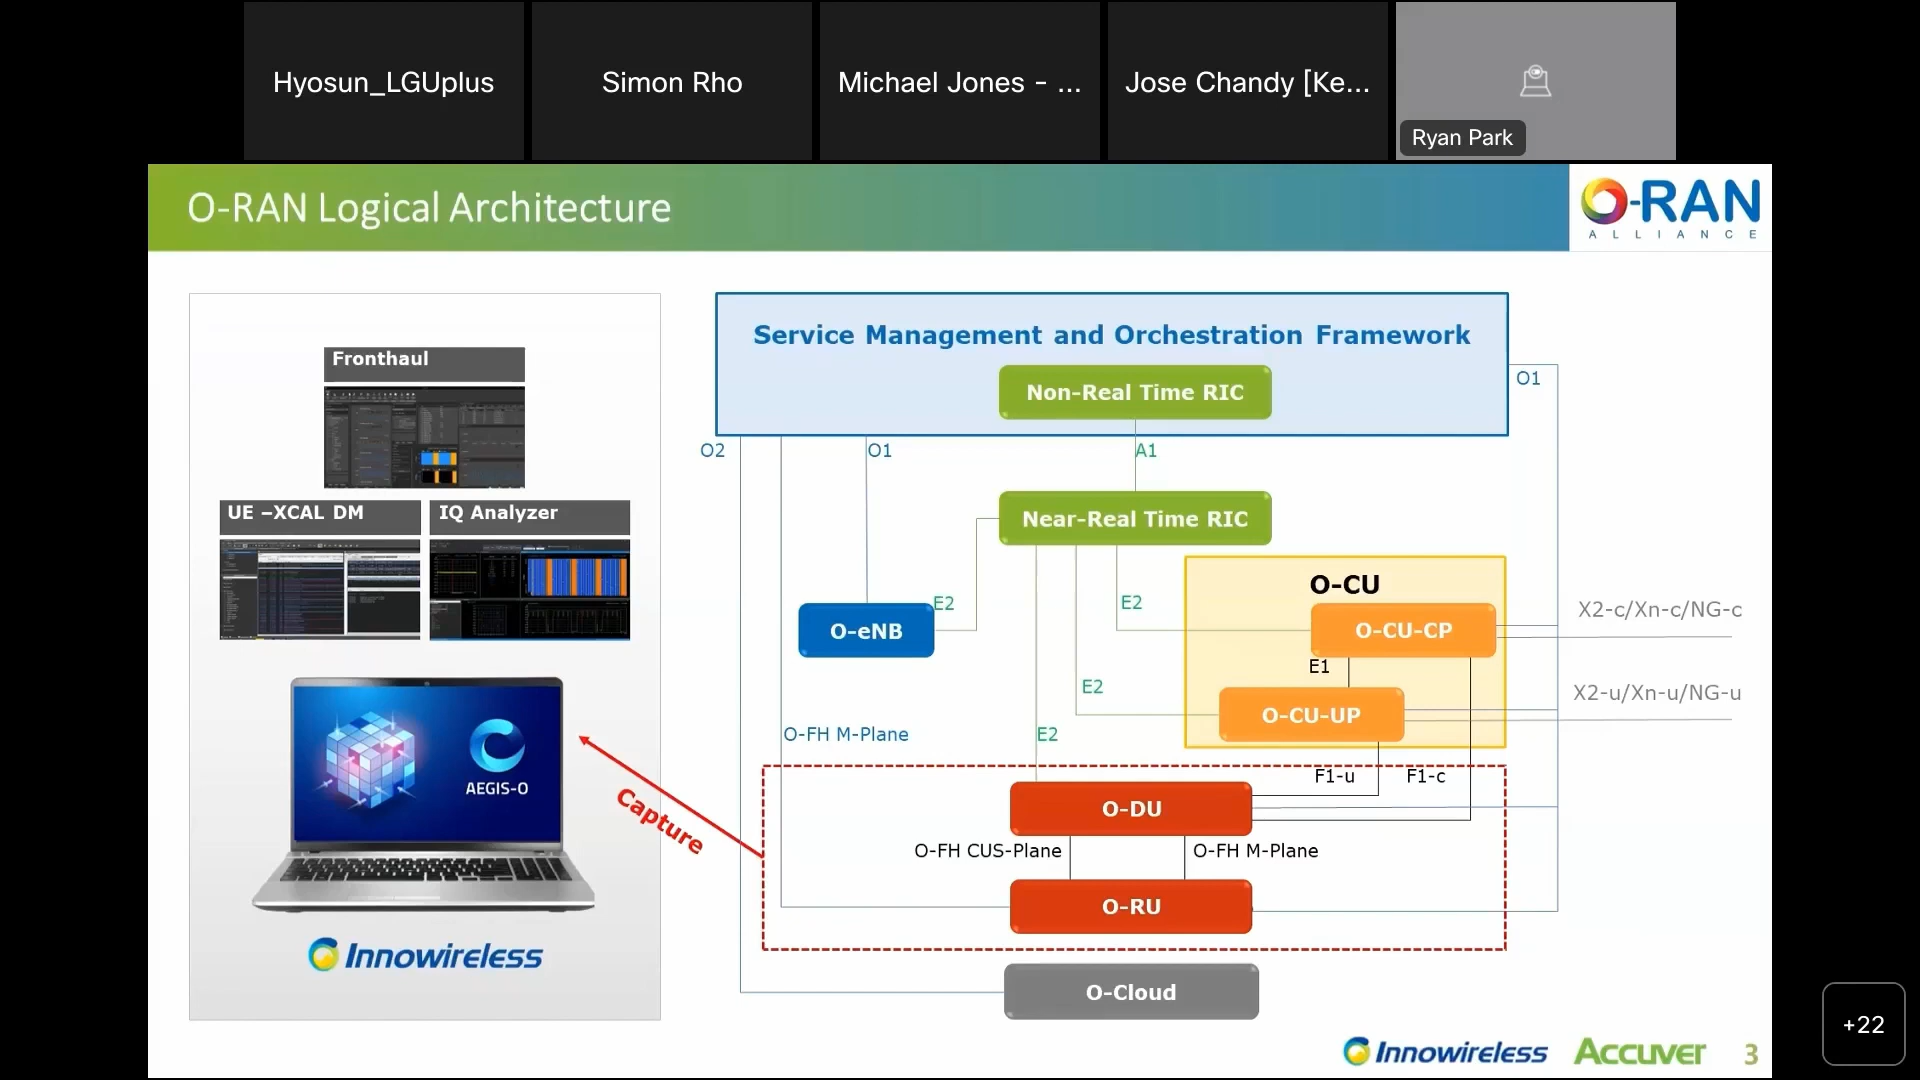 Hyosun_LGUplus
Simon Rho
Michael Jones - ...
Jose Chandy [Ke...
Ryan Park
O-RAN Logical Architecture
O-RAN
ALLIANCE
Fronthaul
UE –XCAL DM
IQ Analyzer
AEGIS-O
Innowireless
Capture
Service Management and Orchestration Framework
Non-Real Time RIC
O1
O2
O1
A1
Near-Real Time RIC
O-CU
E2
E2
O-eNB
O-CU-CP
X2-c/Xn-c/NG-c
E1
E2
O-CU-UP
X2-u/Xn-u/NG-u
O-FH M-Plane
E2
F1-u
F1-c
O-DU
O-FH CUS-Plane
O-FH M-Plane
O-RU
O-Cloud
Innowireless
Accuver
3
+22